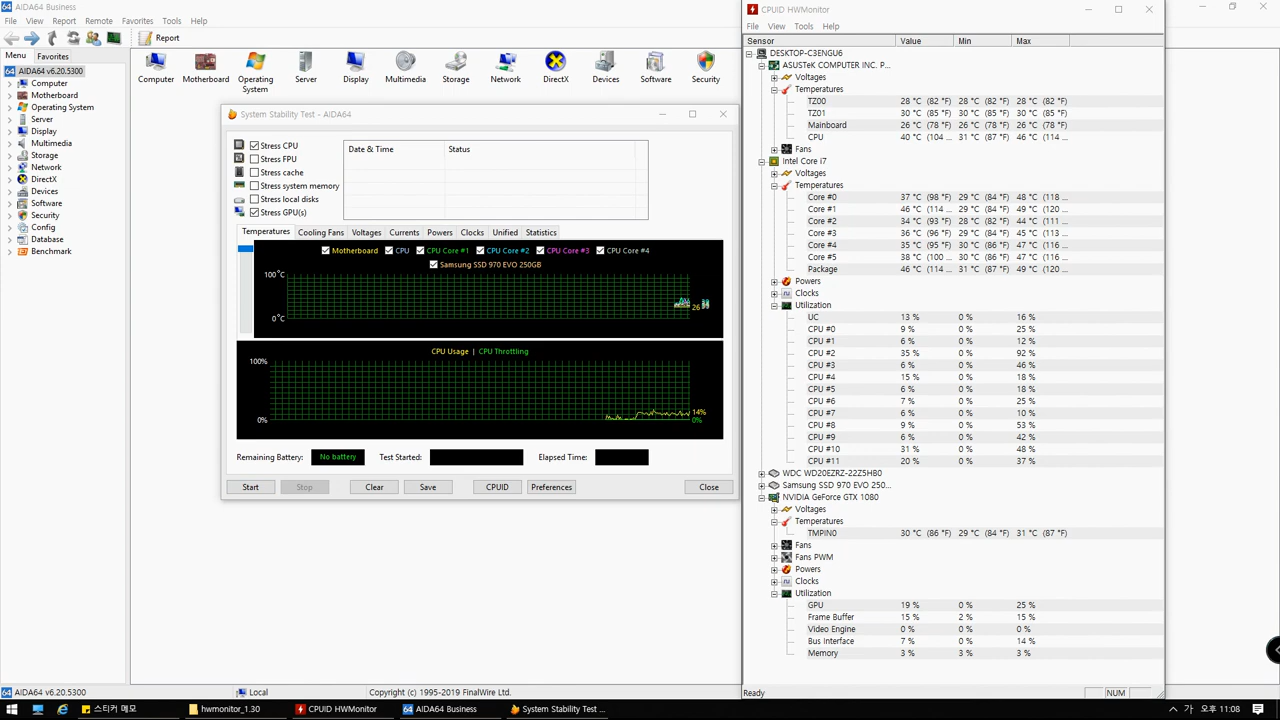 AIDA64 Business
File View Report Remote Favorites Tools Help
Report
Menu Favorites
AIDA64 v6.20.5300
Computer
Motherboard
Operating System
Server
Display
Multimedia
Storage
Network
DirectX
Devices
Software
Security
Config
Database
Benchmark
Computer Motherboard Operating System Server Display Multimedia Storage Network DirectX Devices Software Security
System Stability Test - AIDA64
Stress CPU
Stress FPU
Stress cache
Stress system memory
Stress local disks
Stress GPU(s)
Date & Time Status
Temperatures Cooling Fans Voltages Currents Powers Clocks Unified Statistics
Motherboard CPU CPU Core #1 CPU Core #2 CPU Core #3 CPU Core #4
Samsung SSD 970 EVO 250GB
100°C
0°C
26
CPU Usage | CPU Throttling
100%
0%
14%
0%
Remaining Battery: No battery Test Started: Elapsed Time:
Start Stop Clear Save CPUID Preferences Close
AIDA64 v6.20.5300 Local Copyright (c) 1995-2019 FinalWire Ltd.
CPUID HWMonitor
File View Tools Help
Sensor Value Min Max
DESKTOP-C3ENGU6
ASUSTeK COMPUTER INC. P...
Voltages
Temperatures
TZ00 28 °C (82 °F) 28 °C (82 °F) 28 °C (82 °F)
TZ01 30 °C (85 °F) 30 °C (85 °F) 30 °C (85 °F)
Mainboard 26 °C (78 °F) 26 °C (78 °F) 26 °C (78 °F)
CPU 40 °C (104 ... 31 °C (87 °F) 46 °C (114 ...
Fans
Intel Core i7
Voltages
Temperatures
Core #0 37 °C (98 °F) 29 °C (84 °F) 48 °C (118 ...
Core #1 46 °C (114 ... 29 °C (84 °F) 49 °C (120 ...
Core #2 34 °C (93 °F) 28 °C (82 °F) 46 °C (114 ...
Core #3 36 °C (96 °F) 29 °C (84 °F) 45 °C (113 ...
Core #4 35 °C (95 °F) 30 °C (86 °F) 47 °C (116 ...
Core #5 38 °C (100 ... 30 °C (86 °F) 47 °C (116 ...
Package 46 °C (114 ... 31 °C (87 °F) 49 °C (120 ...
Powers
Clocks
Utilization
UC 13 % 0 % 16 %
CPU #0 9 % 0 % 25 %
CPU #1 6 % 0 % 12 %
CPU #2 35 % 0 % 92 %
CPU #3 6 % 0 % 46 %
CPU #4 15 % 0 % 18 %
CPU #5 6 % 0 % 18 %
CPU #6 7 % 0 % 25 %
CPU #7 6 % 0 % 10 %
CPU #8 9 % 0 % 53 %
CPU #9 6 % 0 % 42 %
CPU #10 31 % 0 % 48 %
CPU #11 20 % 0 % 37 %
WDC WD20EZRZ-22Z5HB0
Samsung SSD 970 EVO 250...
NVIDIA GeForce GTX 1080
Voltages
Temperatures
TMPIN0 30 °C (86 °F) 29 °C (84 °F) 31 °C (87 °F)
Fans
Fans PWM
Powers
Clocks
Utilization
GPU 19 % 0 % 25 %
Frame Buffer 15 % 2 % 15 %
Video Engine 0 % 0 % 0 %
Bus Interface 7 % 0 % 14 %
Memory 3 % 3 % 3 %
Ready NUM
스티커 메모 hwmonitor_1.30 CPUID HWMonitor AIDA64 Business System Stability Test ... 가 오후 11:08